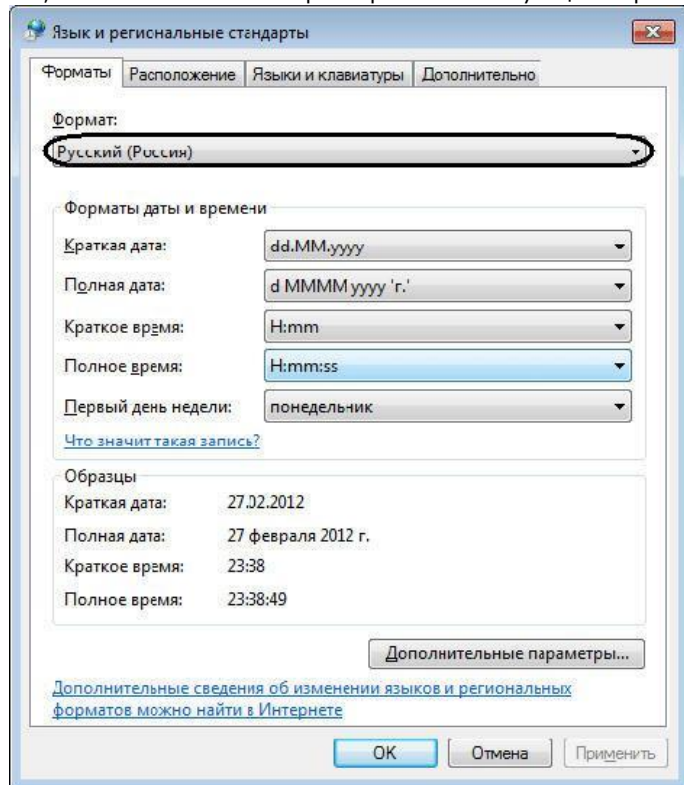 Язык и региональные стандарты
Форматы Расположение Языки и клавиатуры Дополнительно
Формат:
Русский (Россия)
Форматы даты и времени
Краткая дата: dd.MM.yyyy
Полная дата: d MMMM yyyy 'г.'
Краткое время: H:mm
Полное время: H:mm:ss
Первый день недели: понедельник
Что значит такая запись?
Образцы
Краткая дата: 27.02.2012
Полная дата: 27 февраля 2012 г.
Краткое время: 23:38
Полное время: 23:38:49
Дополнительные параметры...
Дополнительные сведения об изменении языков и региональных
форматов можно найти в Интернете
OK Отмена Применить